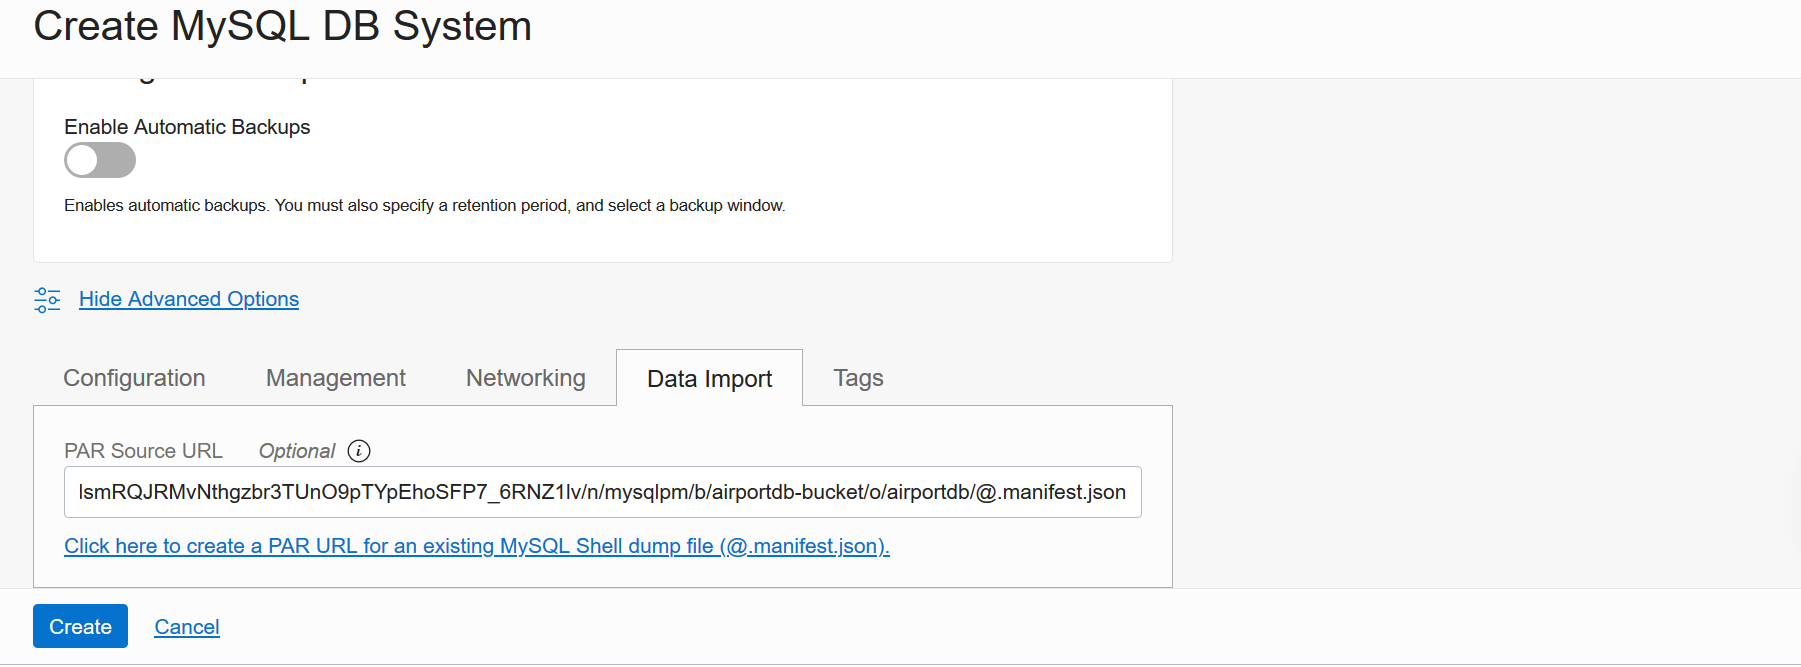 Create MySQL DB System
Enable Automatic Backups
Enables automatic backups. You must also specify a retention period, and select a backup window.
Hide Advanced Options
Configuration Management Networking Data Import Tags
PAR Source URL Optional i
lsmRQJRMvNthgzbr3TUnO9pTYpEhoSFP7_6RNZ1lv/n/mysqlpm/b/airportdb-bucket/o/airportdb/@.manifest.json
Click here to create a PAR URL for an existing MySQL Shell dump file (@.manifest.json).
Create Cancel